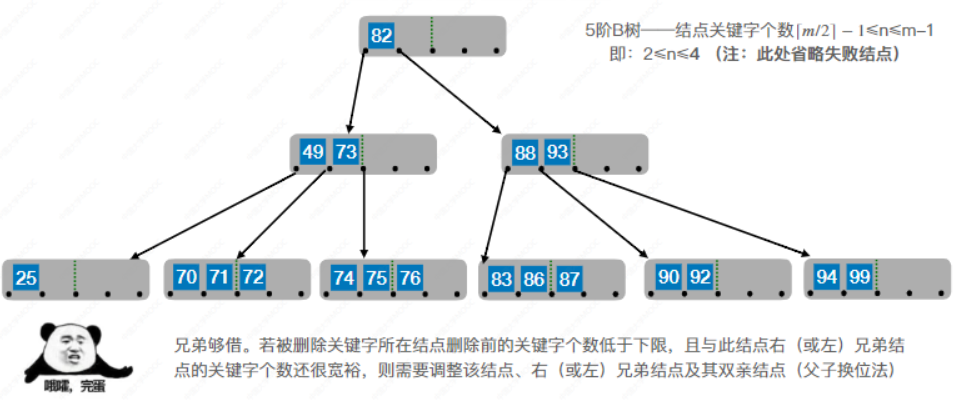 82
5阶B树——结点关键字个数⌈m/2⌉ − 1≤n≤m−1
即：2≤n≤4 （注：此处省略失败结点）
49 73
88 93
25
70 71 72
74 75 76
83 86 87
90 92
94 99
兄弟够借。若被删除关键字所在结点删除前的关键字个数低于下限，且与此结点右（或左）兄弟结
点的关键字个数还很宽裕，则需要调整该结点、右（或左）兄弟结点及其双亲结点（父子换位法）
哦嚯，完蛋